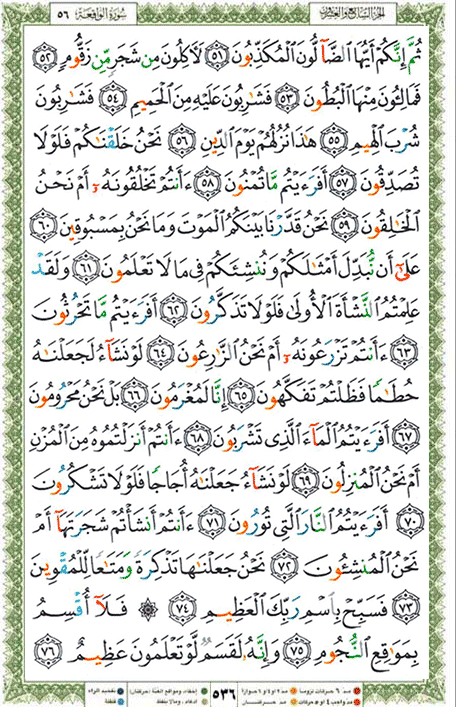 الجزء السابع والعشرون سورة الواقعة ٥٦
ثُمَّ إِنَّكُمْ أَيُّهَا ٱلضَّآلُّونَ ٱلْمُكَذِّبُونَ ٥١ لَءَاكِلُونَ مِن شَجَرٍ مِّن زَقُّومٍ ٥٢
فَمَالِـُٔونَ مِنْهَا ٱلْبُطُونَ ٥٣ فَشَٰرِبُونَ عَلَيْهِ مِنَ ٱلْحَمِيمِ ٥٤ فَشَٰرِبُونَ
شُرْبَ ٱلْهِيمِ ٥٥ هَٰذَا نُزُلُهُمْ يَوْمَ ٱلدِّينِ ٥٦ نَحْنُ خَلَقْنَٰكُمْ فَلَوْلَا
تُصَدِّقُونَ ٥٧ أَفَرَءَيْتُم مَّا تُمْنُونَ ٥٨ ءَأَنتُمْ تَخْلُقُونَهُۥٓ أَمْ نَحْنُ
ٱلْخَٰلِقُونَ ٥٩ نَحْنُ قَدَّرْنَا بَيْنَكُمُ ٱلْمَوْتَ وَمَا نَحْنُ بِمَسْبُوقِينَ ٦٠
عَلَىٰٓ أَن نُّبَدِّلَ أَمْثَٰلَكُمْ وَنُنشِئَكُمْ فِى مَا لَا تَعْلَمُونَ ٦١ وَلَقَدْ
عَلِمْتُمُ ٱلنَّشْأَةَ ٱلْأُولَىٰ فَلَوْلَا تَذَكَّرُونَ ٦٢ أَفَرَءَيْتُم مَّا تَحْرُثُونَ
٦٣ ءَأَنتُمْ تَزْرَعُونَهُۥٓ أَمْ نَحْنُ ٱلزَّٰرِعُونَ ٦٤ لَوْ نَشَآءُ لَجَعَلْنَٰهُ
حُطَٰمًا فَظَلْتُمْ تَفَكَّهُونَ ٦٥ إِنَّا لَمُغْرَمُونَ ٦٦ بَلْ نَحْنُ مَحْرُومُونَ
٦٧ أَفَرَءَيْتُمُ ٱلْمَآءَ ٱلَّذِى تَشْرَبُونَ ٦٨ ءَأَنتُمْ أَنزَلْتُمُوهُ مِنَ ٱلْمُزْنِ
أَمْ نَحْنُ ٱلْمُنزِلُونَ ٦٩ لَوْ نَشَآءُ جَعَلْنَٰهُ أُجَاجًا فَلَوْلَا تَشْكُرُونَ
٧٠ أَفَرَءَيْتُمُ ٱلنَّارَ ٱلَّتِى تُورُونَ ٧١ ءَأَنتُمْ أَنشَأْتُمْ شَجَرَتَهَآ أَمْ
نَحْنُ ٱلْمُنشِـُٔونَ ٧٢ نَحْنُ جَعَلْنَٰهَا تَذْكِرَةً وَمَتَٰعًا لِّلْمُقْوِينَ
٧٣ فَسَبِّحْ بِٱسْمِ رَبِّكَ ٱلْعَظِيمِ ٧٤ ۞ فَلَآ أُقْسِمُ
بِمَوَٰقِعِ ٱلنُّجُومِ ٧٥ وَإِنَّهُۥ لَقَسَمٌ لَّوْ تَعْلَمُونَ عَظِيمٌ ٧٦
٥٣٦